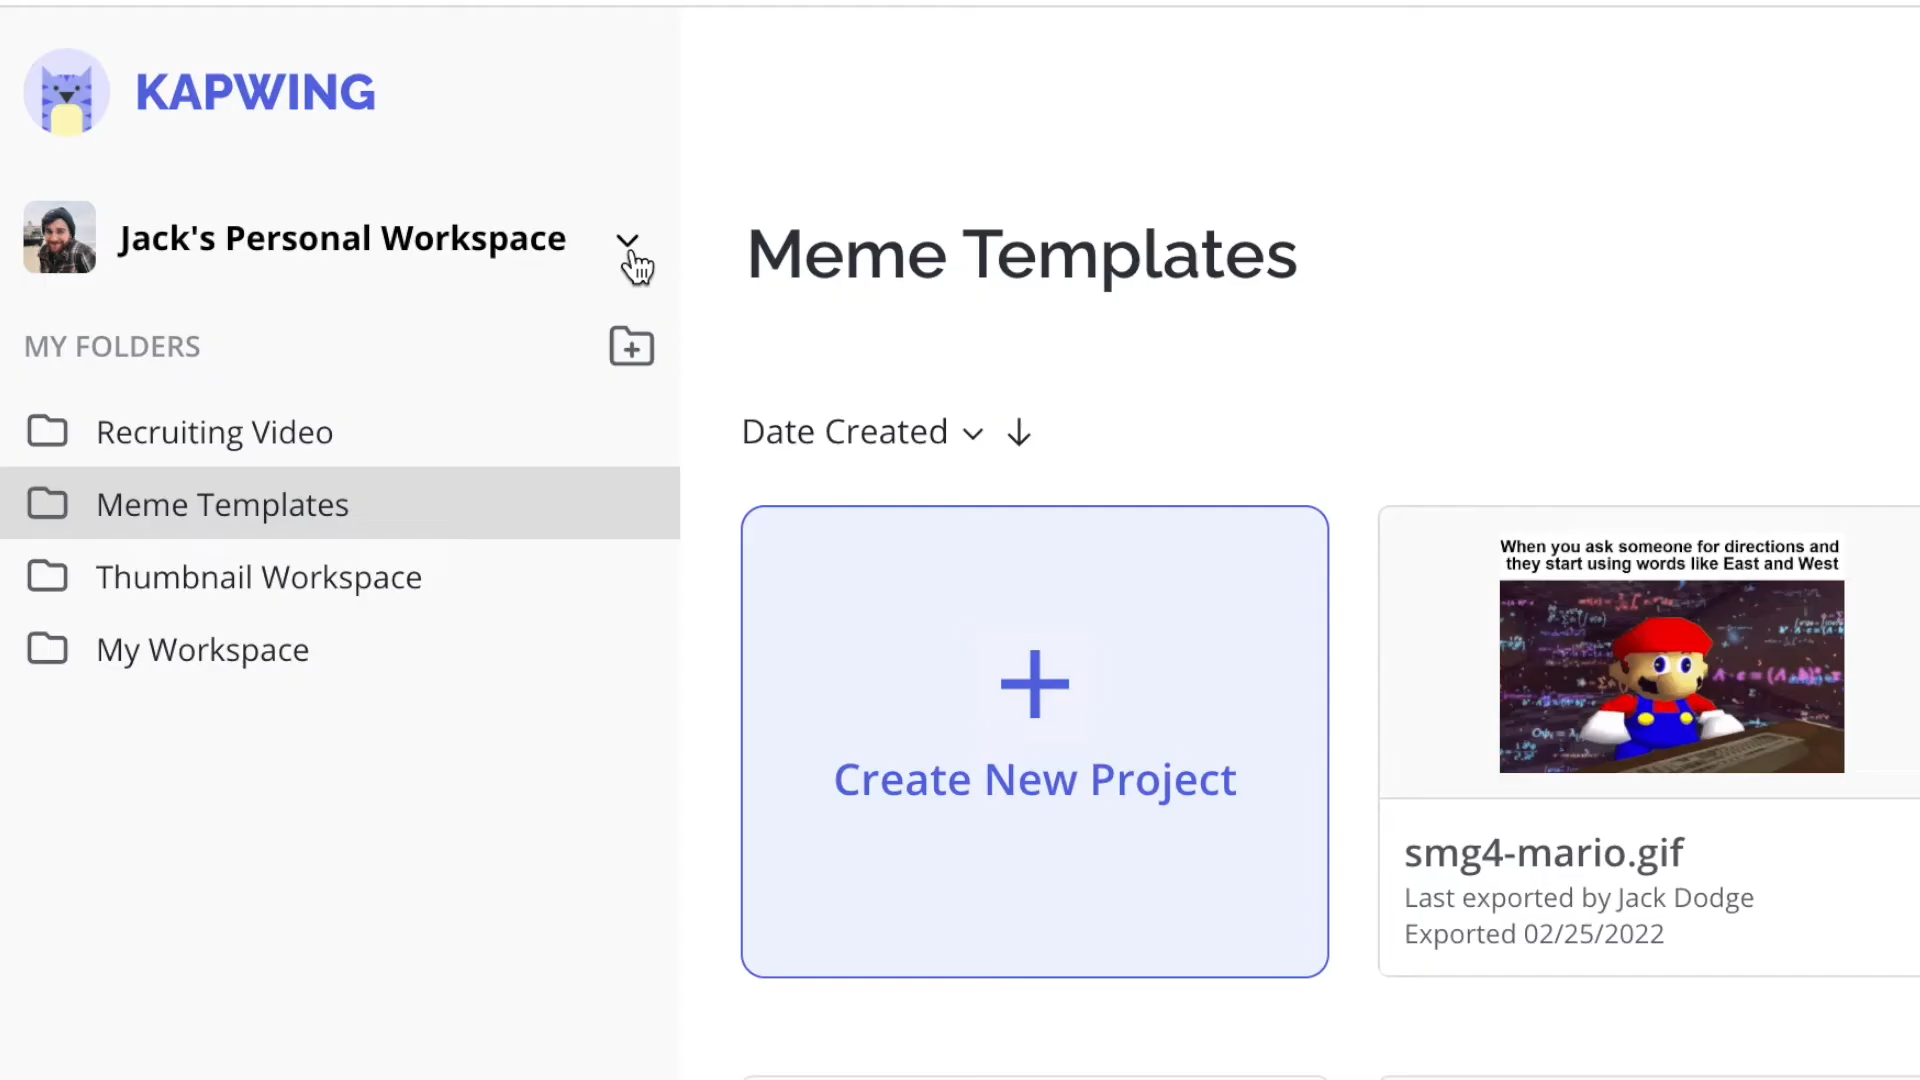 KAPWING
Jack's Personal Workspace
MY FOLDERS
Recruiting Video
Meme Templates
Thumbnail Workspace
My Workspace
Meme Templates
Date Created
Create New Project
When you ask someone for directions and
they start using words like East and West
smg4-mario.gif
Last exported by Jack Dodge
Exported 02/25/2022